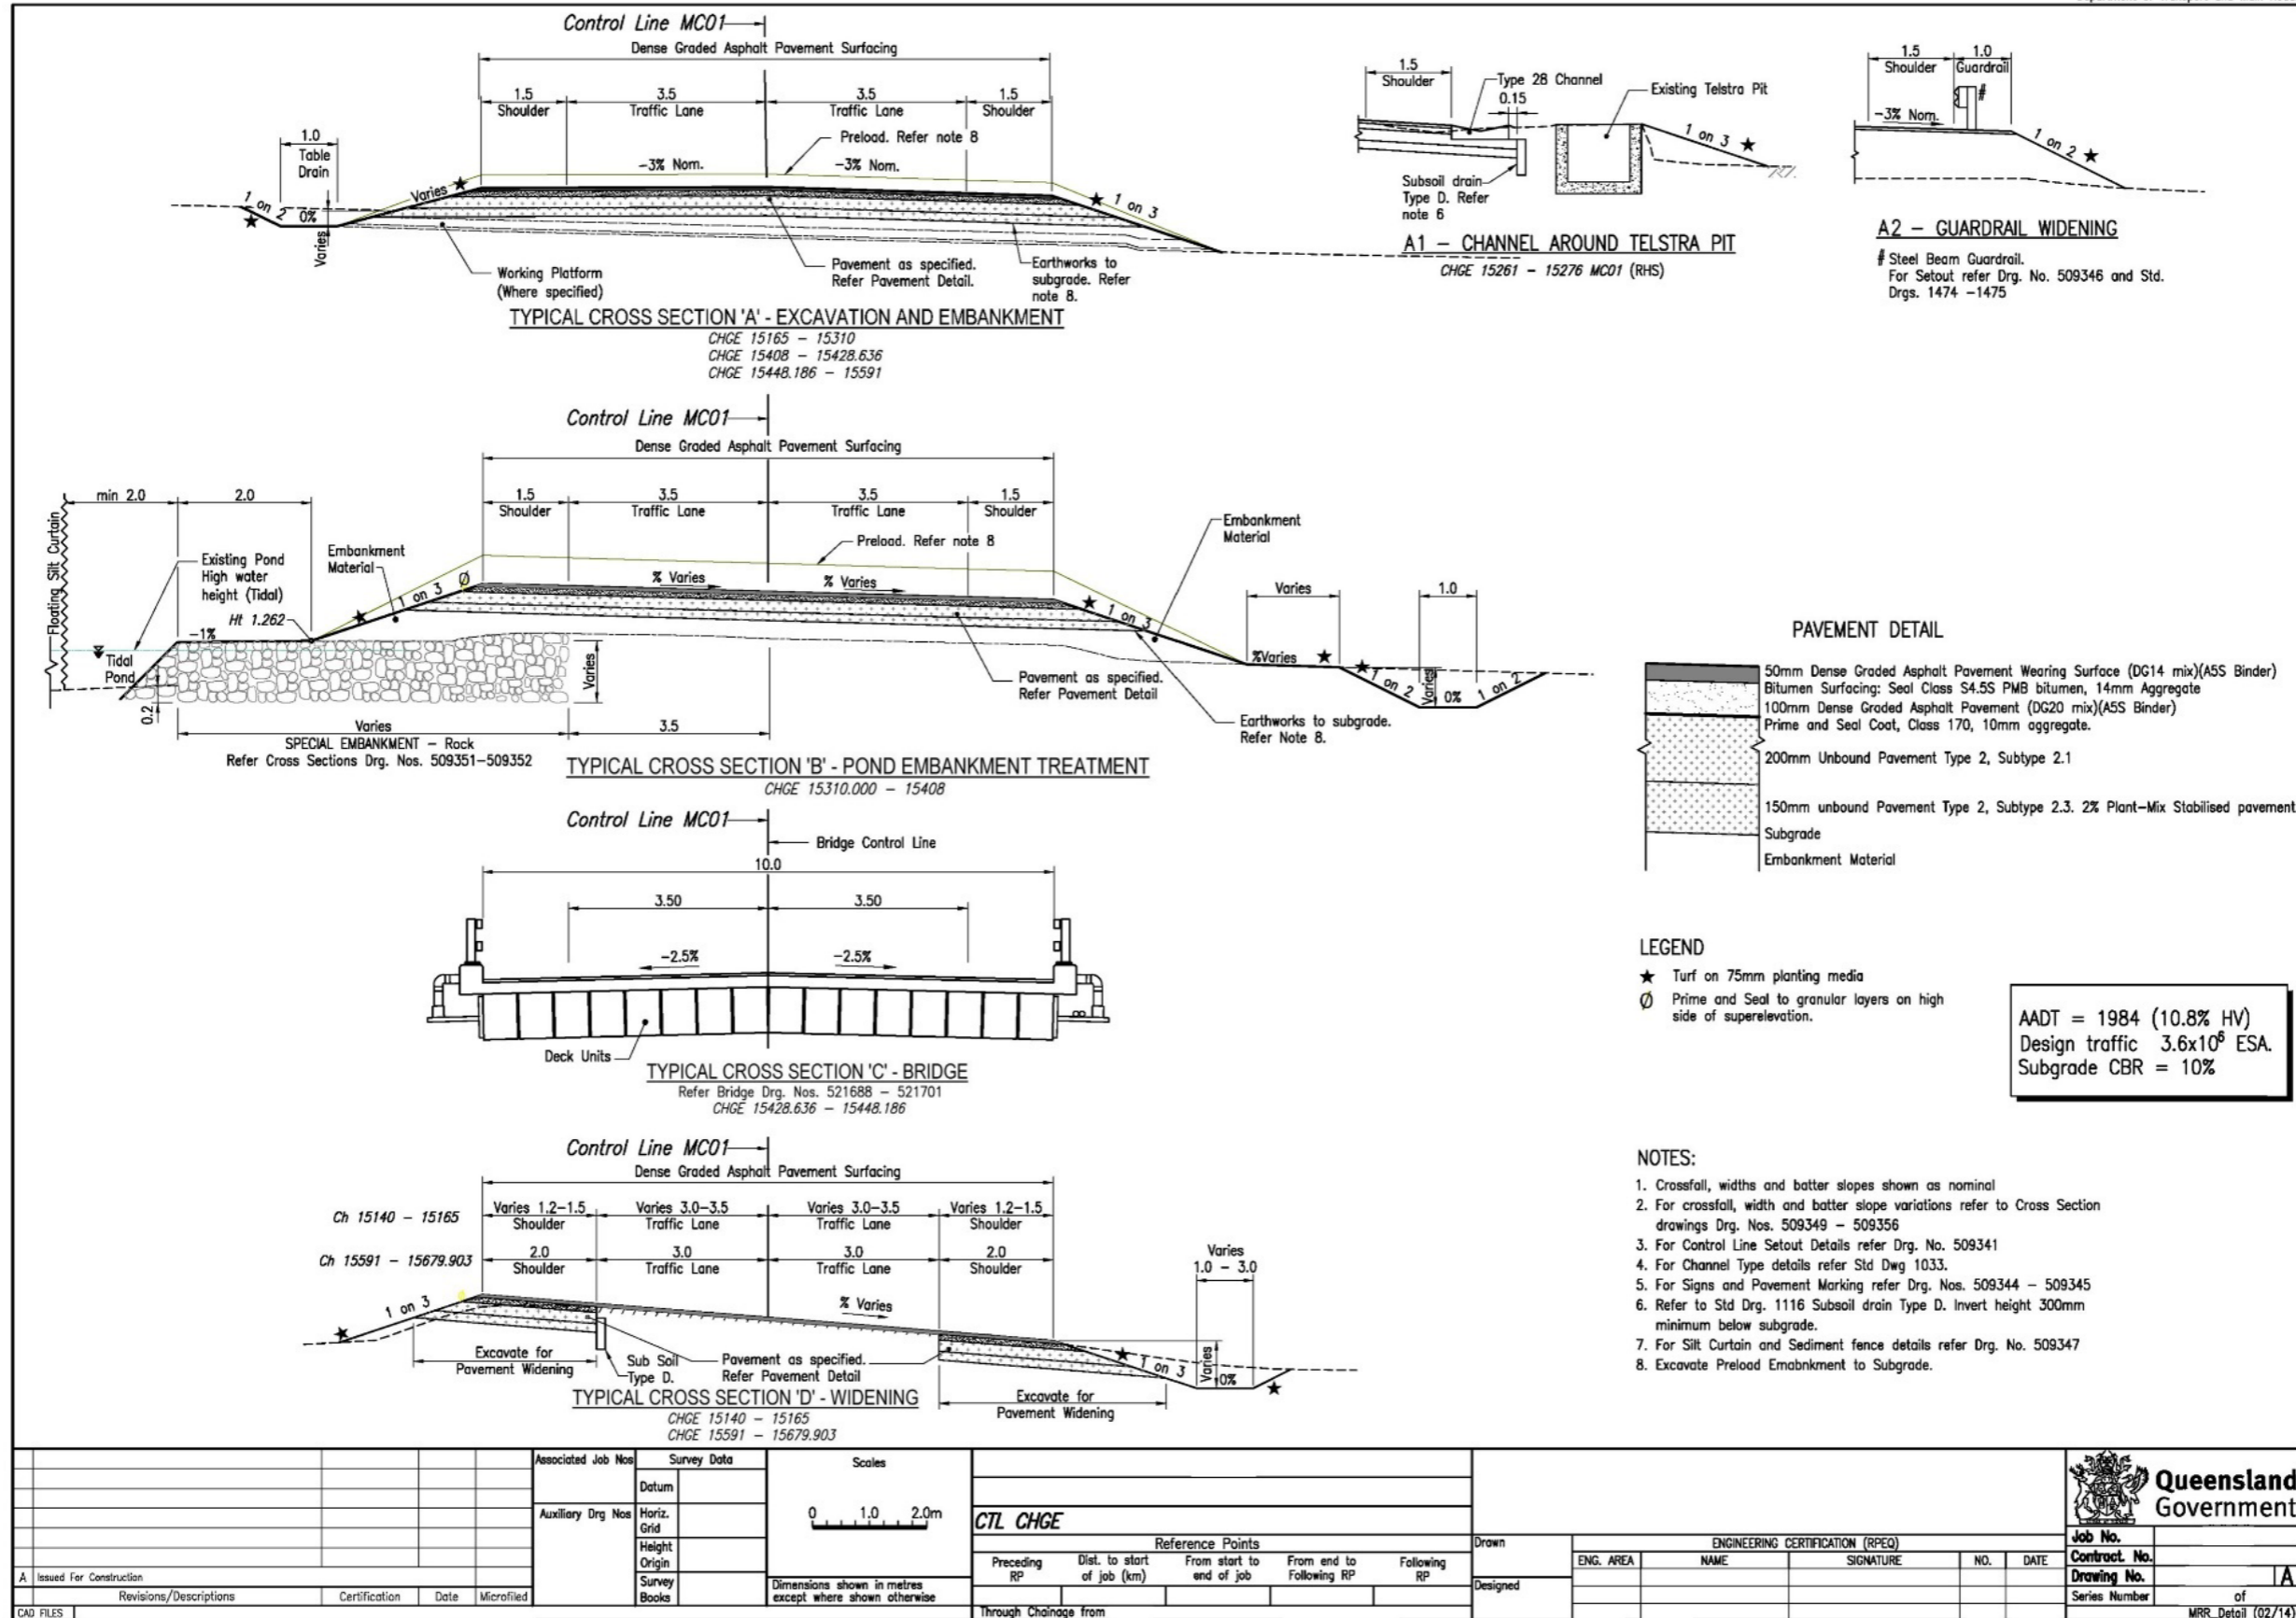 Control Line MC01
Dense Graded Asphalt Pavement Surfacing
1.5
Shoulder
3.5
Traffic Lane
3.5
Traffic Lane
1.5
Shoulder
1.0
Table
Drain
Preload. Refer note 8
-3% Nom.
-3% Nom.
Varies ★
★ 1 on 3
1 on 2
★
0%
Varies
Working Platform
(Where specified)
Pavement as specified.
Refer Pavement Detail.
Earthworks to
subgrade. Refer
note 8.
TYPICAL CROSS SECTION 'A' - EXCAVATION AND EMBANKMENT
CHGE 15165 – 15310
CHGE 15408 – 15428.636
CHGE 15448.186 – 15591
1.5
Shoulder
Type 28 Channel
0.15
Existing Telstra Pit
1 on 3 ★
Subsoil drain
Type D. Refer
note 6
A1 – CHANNEL AROUND TELSTRA PIT
CHGE 15261 – 15276 MC01 (RHS)
1.5
Shoulder
1.0
Guardrail
#
-3% Nom.
1 on 2 ★
A2 – GUARDRAIL WIDENING
# Steel Beam Guardrail.
For Setout refer Drg. No. 509346 and Std.
Drgs. 1474 –1475
Control Line MC01
Dense Graded Asphalt Pavement Surfacing
min 2.0
2.0
1.5
Shoulder
3.5
Traffic Lane
3.5
Traffic Lane
1.5
Shoulder
Floating Silt Curtain
Existing Pond
High water
height (Tidal)
Ht 1.262
Embankment
Material
Preload. Refer note 8
Embankment
Material
% Varies
% Varies
★ 1 on 3 Ø
★ 1 on 3
-1%
Tidal
Pond
0.2
Varies
Varies
1.0
%Varies ★
★ 1 on 2
Varies
0%
1 on 2
Pavement as specified.
Refer Pavement Detail
Earthworks to subgrade.
Refer Note 8.
Varies
3.5
SPECIAL EMBANKMENT – Rock
Refer Cross Sections Drg. Nos. 509351–509352
TYPICAL CROSS SECTION 'B' - POND EMBANKMENT TREATMENT
CHGE 15310.000 – 15408
PAVEMENT DETAIL
50mm Dense Graded Asphalt Pavement Wearing Surface (DG14 mix)(A5S Binder)
Bitumen Surfacing: Seal Class S4.5S PMB bitumen, 14mm Aggregate
100mm Dense Graded Asphalt Pavement (DG20 mix)(A5S Binder)
Prime and Seal Coat, Class 170, 10mm aggregate.
200mm Unbound Pavement Type 2, Subtype 2.1
150mm unbound Pavement Type 2, Subtype 2.3. 2% Plant–Mix Stabilised pavement
Subgrade
Embankment Material
Control Line MC01
Bridge Control Line
10.0
3.50
3.50
-2.5%
-2.5%
Deck Units
TYPICAL CROSS SECTION 'C' - BRIDGE
Refer Bridge Drg. Nos. 521688 – 521701
CHGE 15428.636 – 15448.186
LEGEND
★ Turf on 75mm planting media
Ø Prime and Seal to granular layers on high
side of superelevation.
AADT = 1984 (10.8% HV)
Design traffic 3.6x10⁶ ESA.
Subgrade CBR = 10%
Control Line MC01
Dense Graded Asphalt Pavement Surfacing
Ch 15140 – 15165
Varies 1.2–1.5
Shoulder
Varies 3.0–3.5
Traffic Lane
Varies 3.0–3.5
Traffic Lane
Varies 1.2–1.5
Shoulder
Ch 15591 – 15679.903
2.0
Shoulder
3.0
Traffic Lane
3.0
Traffic Lane
2.0
Shoulder
Varies
1.0 – 3.0
1 on 3
★
% Varies
★ 1 on 3
Varies
0%
★
Excavate for
Pavement Widening
Sub Soil
Type D.
Pavement as specified.
Refer Pavement Detail
Excavate for
Pavement Widening
TYPICAL CROSS SECTION 'D' - WIDENING
CHGE 15140 – 15165
CHGE 15591 – 15679.903
NOTES:
1. Crossfall, widths and batter slopes shown as nominal
2. For crossfall, width and batter slope variations refer to Cross Section
drawings Drg. Nos. 509349 – 509356
3. For Control Line Setout Details refer Drg. No. 509341
4. For Channel Type details refer Std Dwg 1033.
5. For Signs and Pavement Marking refer Drg. Nos. 509344 – 509345
6. Refer to Std Drg. 1116 Subsoil drain Type D. Invert height 300mm
minimum below subgrade.
7. For Silt Curtain and Sediment fence details refer Drg. No. 509347
8. Excavate Preload Emabnkment to Subgrade.
A Issued For Construction
Revisions/Descriptions
Certification
Date
Microfilmed
CAD FILES
Associated Job Nos
Auxiliary Drg Nos
Survey Data
Datum
Horiz.
Grid
Height
Origin
Survey
Books
Scales
0 1.0 2.0m
Dimensions shown in metres
except where shown otherwise
CTL CHGE
Reference Points
Preceding
RP
Dist. to start
of job (km)
From start to
end of job
From end to
Following RP
Following
RP
Through Chainage from
Drawn
Designed
ENGINEERING CERTIFICATION (RPEQ)
ENG. AREA
NAME
SIGNATURE
NO.
DATE
Queensland
Government
Job No.
Contract. No.
Drawing No.
A
Series Number
of
MRR_Detail (02/14)